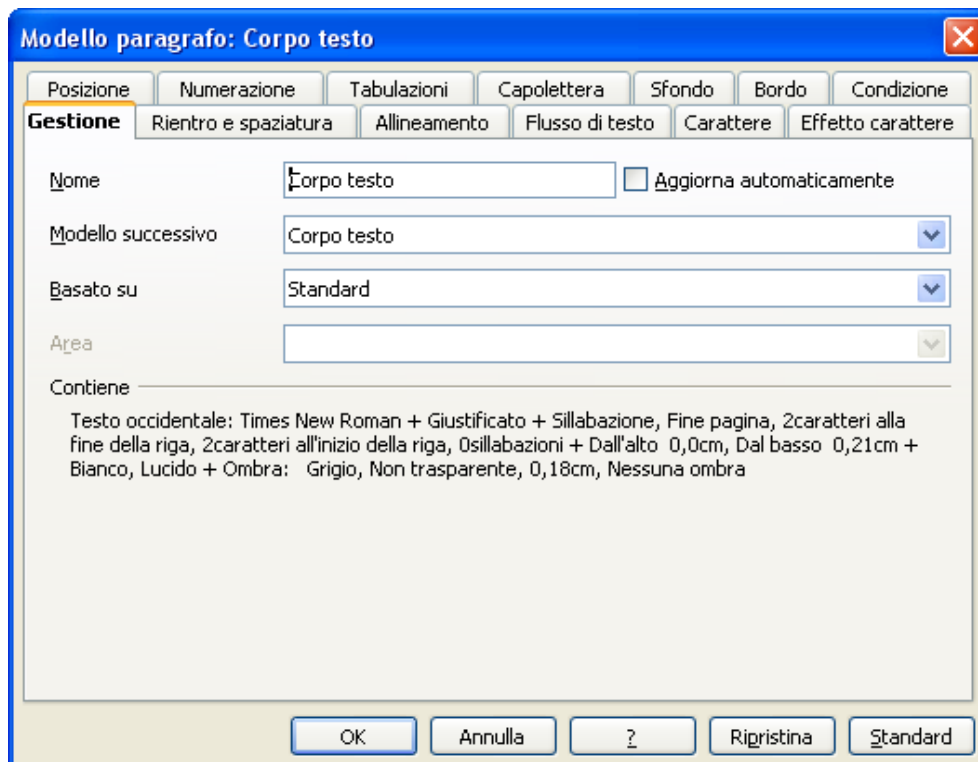 Modello paragrafo: Corpo testo
Posizione Numerazione Tabulazioni Capolettera Sfondo Bordo Condizione
Gestione Rientro e spaziatura Allineamento Flusso di testo Carattere Effetto carattere
Nome Corpo testo Aggiorna automaticamente
Modello successivo Corpo testo
Basato su Standard
Area
Contiene
Testo occidentale: Times New Roman + Giustificato + Sillabazione, Fine pagina, 2caratteri alla
fine della riga, 2caratteri all'inizio della riga, 0sillabazioni + Dall'alto 0,0cm, Dal basso 0,21cm +
Bianco, Lucido + Ombra: Grigio, Non trasparente, 0,18cm, Nessuna ombra
OK Annulla ? Ripristina Standard